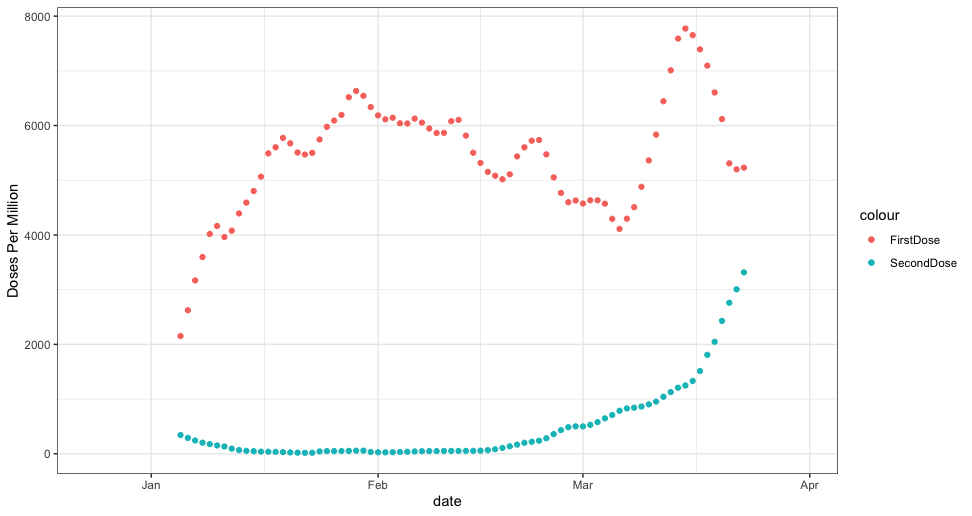 8000
6000
4000
2000
0
Doses Per Million
Jan
Feb
Mar
Apr
date
colour
FirstDose
SecondDose